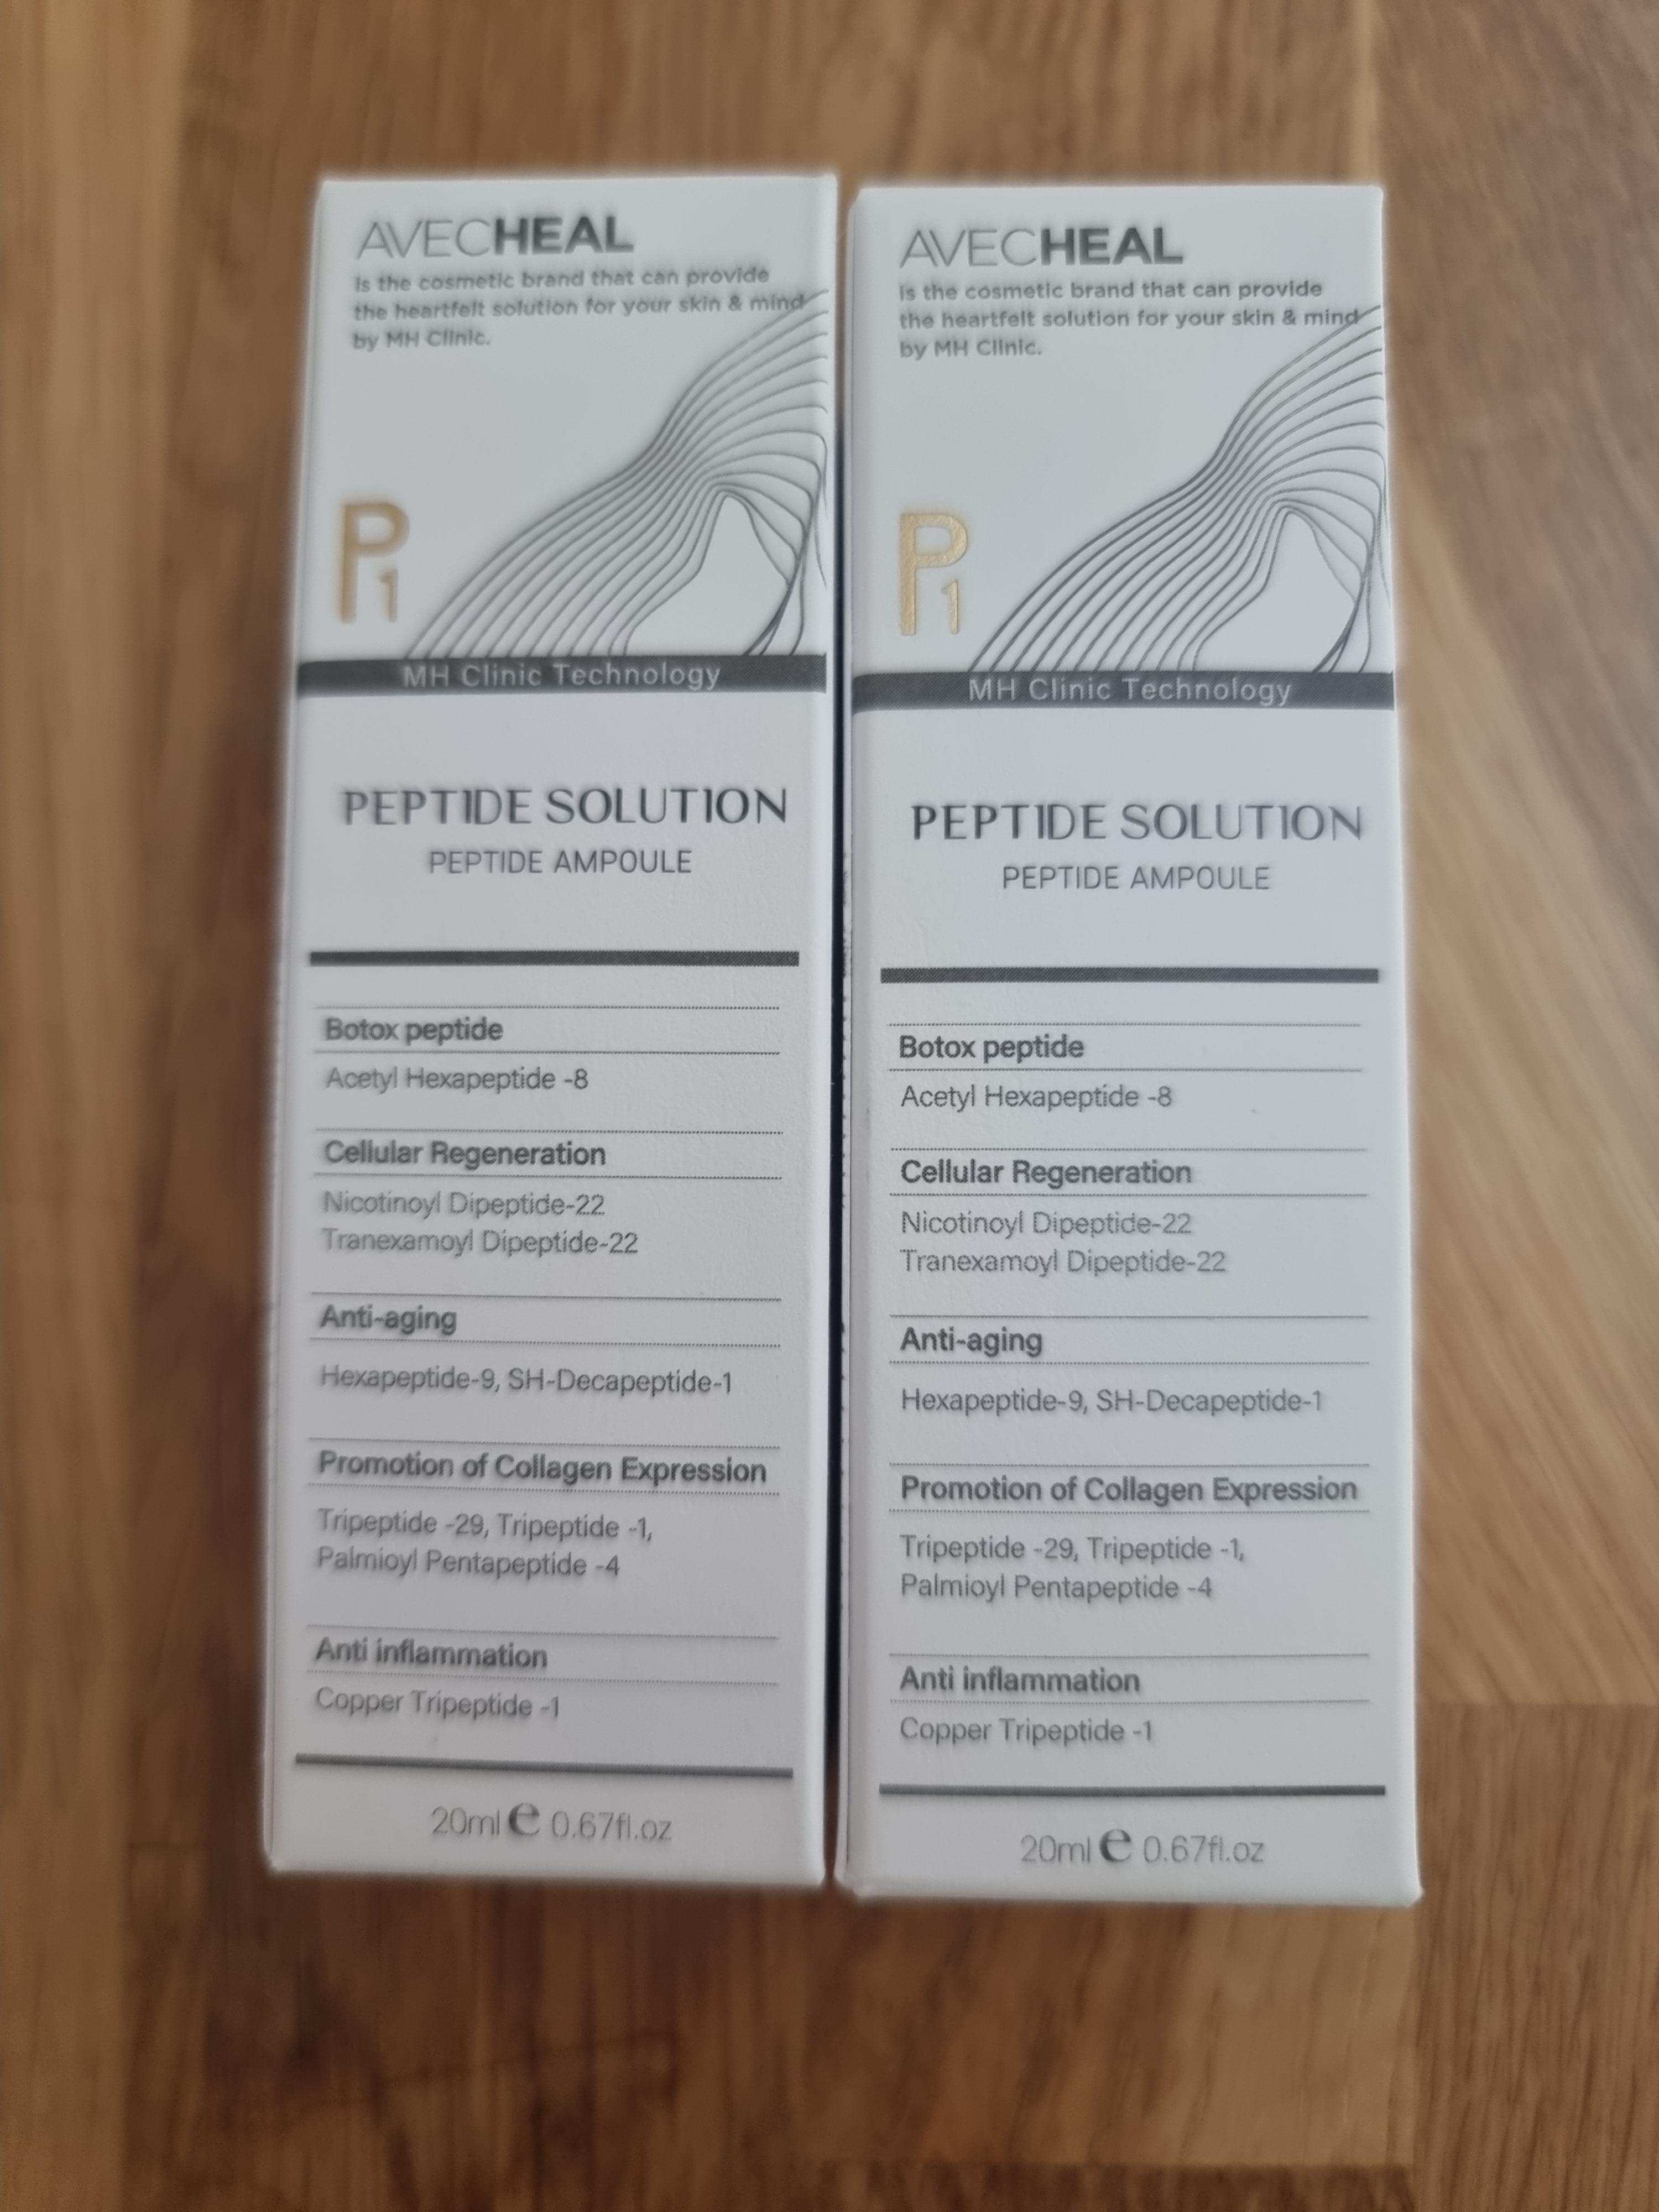 AVECHEAL
is the cosmetic brand that can provide
the heartfelt solution for your skin & mind
by MH Clinic.
P1
MH Clinic Technology
PEPTIDE SOLUTION
PEPTIDE AMPOULE
Botox peptide
Acetyl Hexapeptide -8
Cellular Regeneration
Nicotinoyl Dipeptide-22
Tranexamoyl Dipeptide-22
Anti-aging
Hexapeptide-9, SH-Decapeptide-1
Promotion of Collagen Expression
Tripeptide -29, Tripeptide -1,
Palmioyl Pentapeptide -4
Anti inflammation
Copper Tripeptide -1
20ml e 0.67fl.oz
AVECHEAL
is the cosmetic brand that can provide
the heartfelt solution for your skin & mind
by MH Clinic.
P1
MH Clinic Technology
PEPTIDE SOLUTION
PEPTIDE AMPOULE
Botox peptide
Acetyl Hexapeptide -8
Cellular Regeneration
Nicotinoyl Dipeptide-22
Tranexamoyl Dipeptide-22
Anti-aging
Hexapeptide-9, SH-Decapeptide-1
Promotion of Collagen Expression
Tripeptide -29, Tripeptide -1,
Palmioyl Pentapeptide -4
Anti inflammation
Copper Tripeptide -1
20ml e 0.67fl.oz